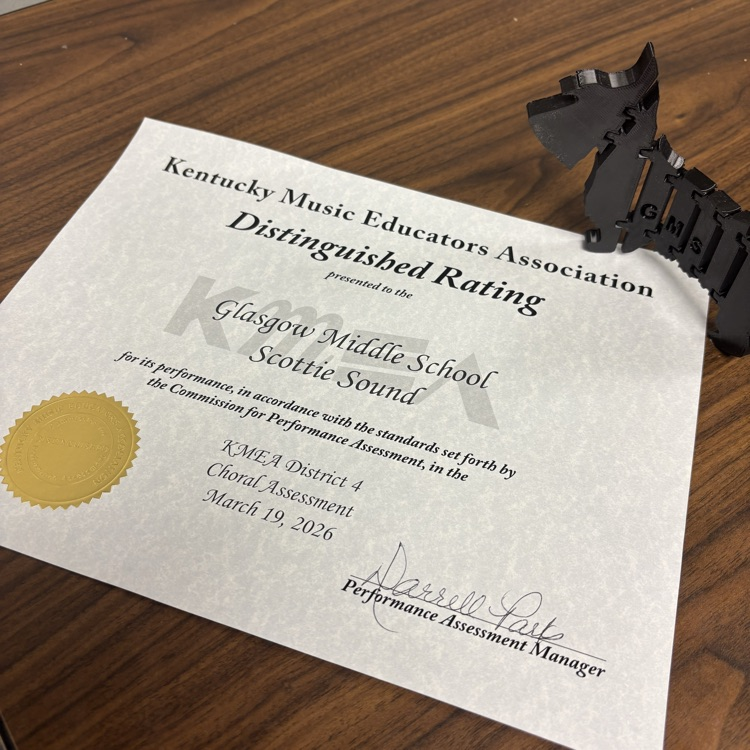 Kentucky Music Educators Association
Distinguished Rating
presented to the
KMEA
Glasgow Middle School
Scottie Sound
for its performance, in accordance with the standards set forth by
the Commission for Performance Assessment, in the
KMEA District 4
Choral Assessment
March 19, 2026
Darrell Parks
Performance Assessment Manager
GMS